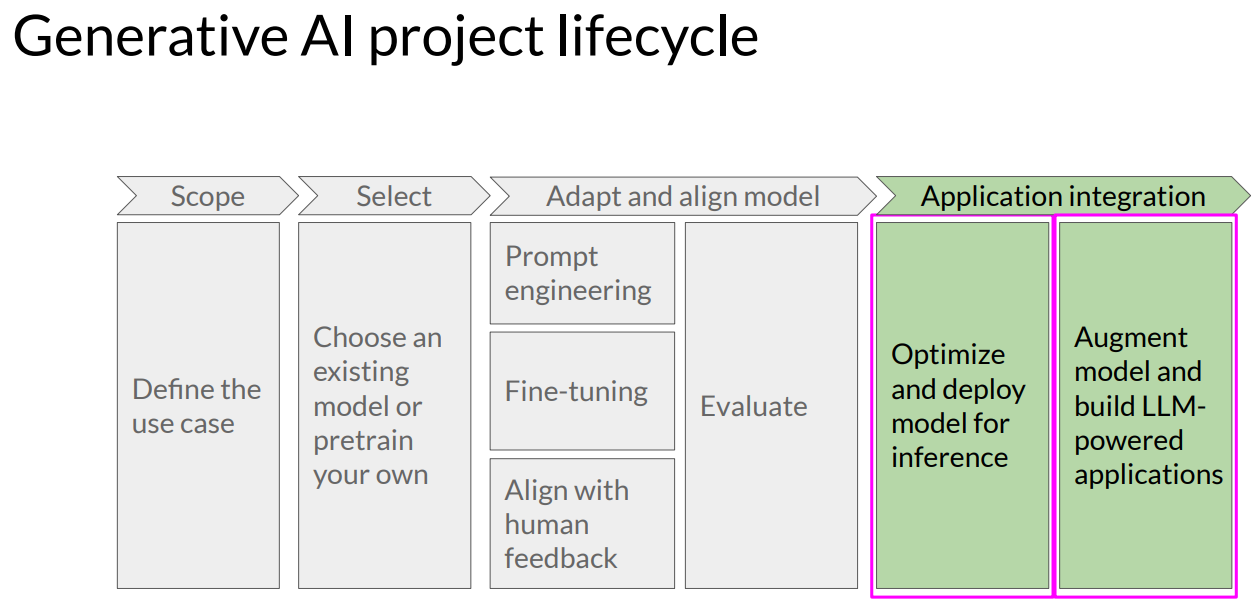 Generative AI project lifecycle
Scope
Select
Adapt and align model
Application integration
Define the
use case
Choose an
existing
model or
pretrain
your own
Prompt
engineering
Fine-tuning
Align with
human
feedback
Evaluate
Optimize
and deploy
model for
inference
Augment
model and
build LLM-
powered
applications